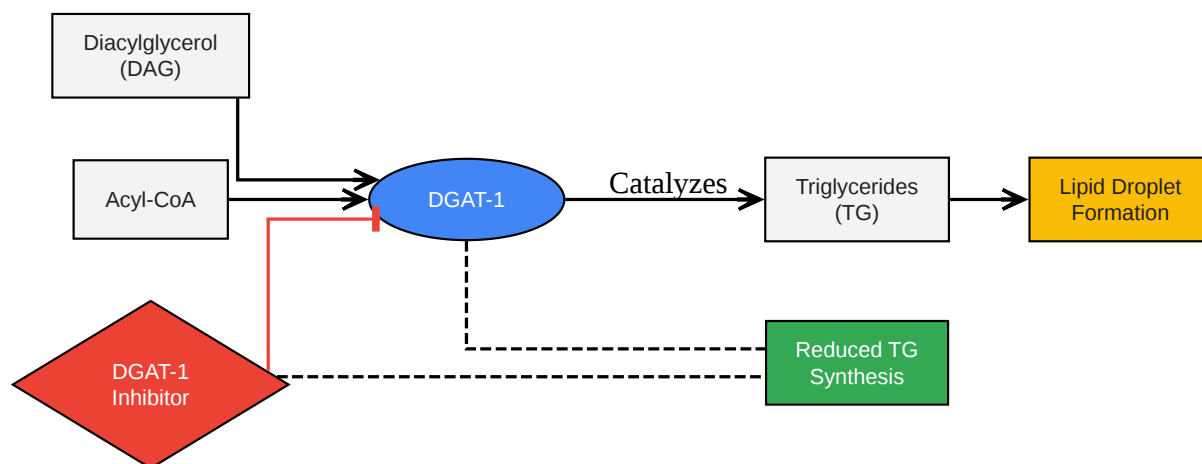 Diacylglycerol
(DAG)
Acyl-CoA
DGAT-1
Catalyzes
Triglycerides
(TG)
Lipid Droplet
Formation
DGAT-1
Inhibitor
Reduced TG
Synthesis